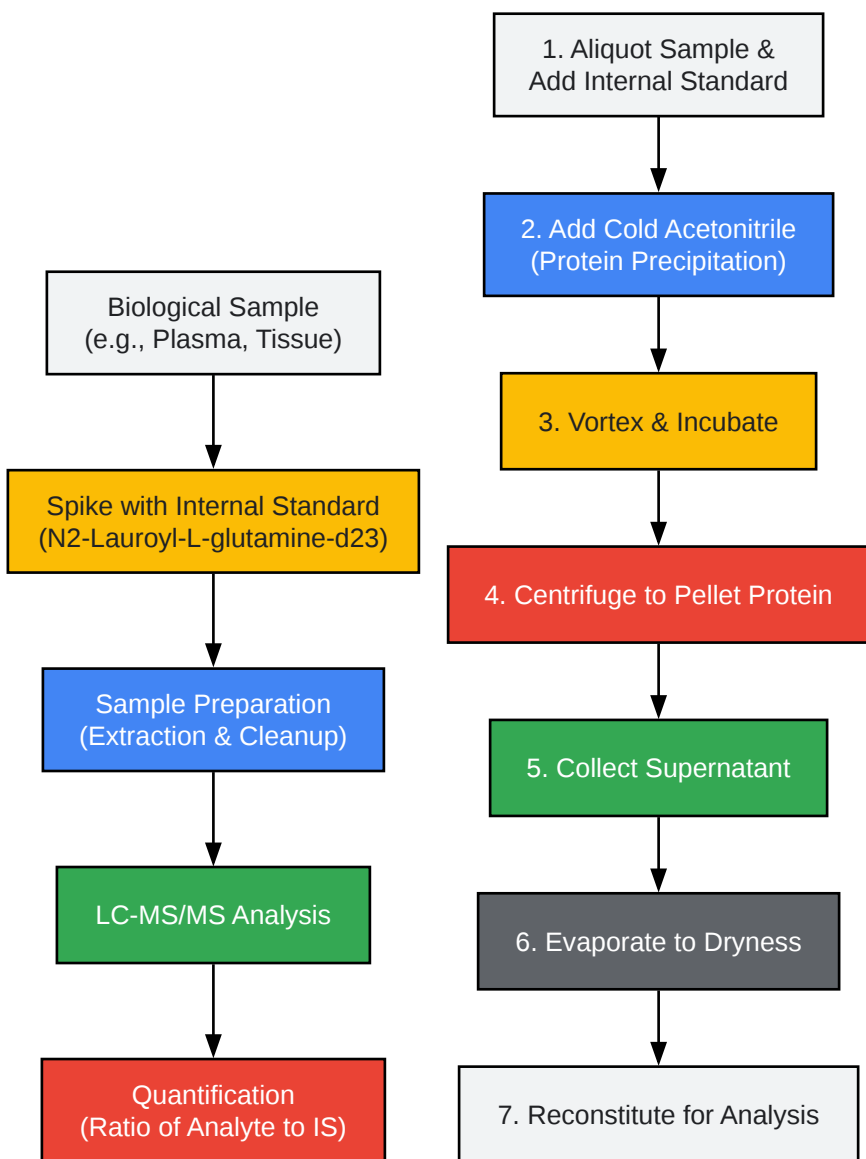 Biological Sample
(e.g., Plasma, Tissue)
Spike with Internal Standard
(N2-Lauroyl-L-glutamine-d23)
Sample Preparation
(Extraction & Cleanup)
LC-MS/MS Analysis
Quantification
(Ratio of Analyte to IS)
1. Aliquot Sample &
Add Internal Standard
2. Add Cold Acetonitrile
(Protein Precipitation)
3. Vortex & Incubate
4. Centrifuge to Pellet Protein
5. Collect Supernatant
6. Evaporate to Dryness
7. Reconstitute for Analysis